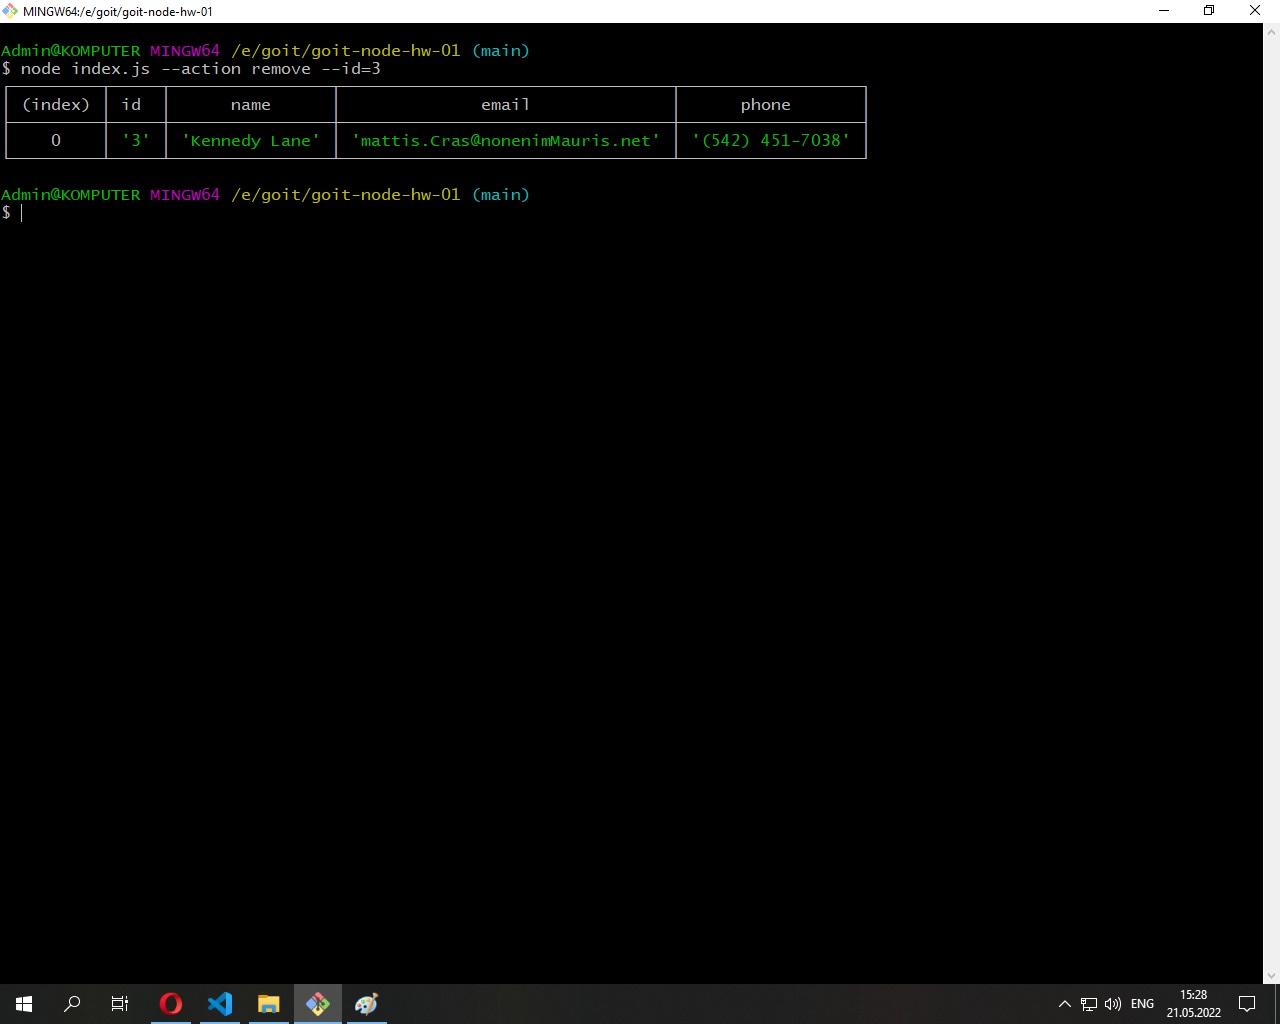 MINGW64:/e/goit/goit-node-hw-01
Admin@KOMPUTER MINGW64 /e/goit/goit-node-hw-01 (main)
$ node index.js --action remove --id=3
(index) id name email phone
0 '3' 'Kennedy Lane' 'mattis.Cras@nonenimMauris.net' '(542) 451-7038'
Admin@KOMPUTER MINGW64 /e/goit/goit-node-hw-01 (main)
$
ENG
15:28
21.05.2022